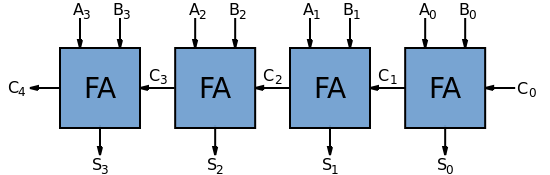 A3 B3 A2 B2 A1 B1 A0 B0
C4 FA C3 FA C2 FA C1 FA C0
S3 S2 S1 S0